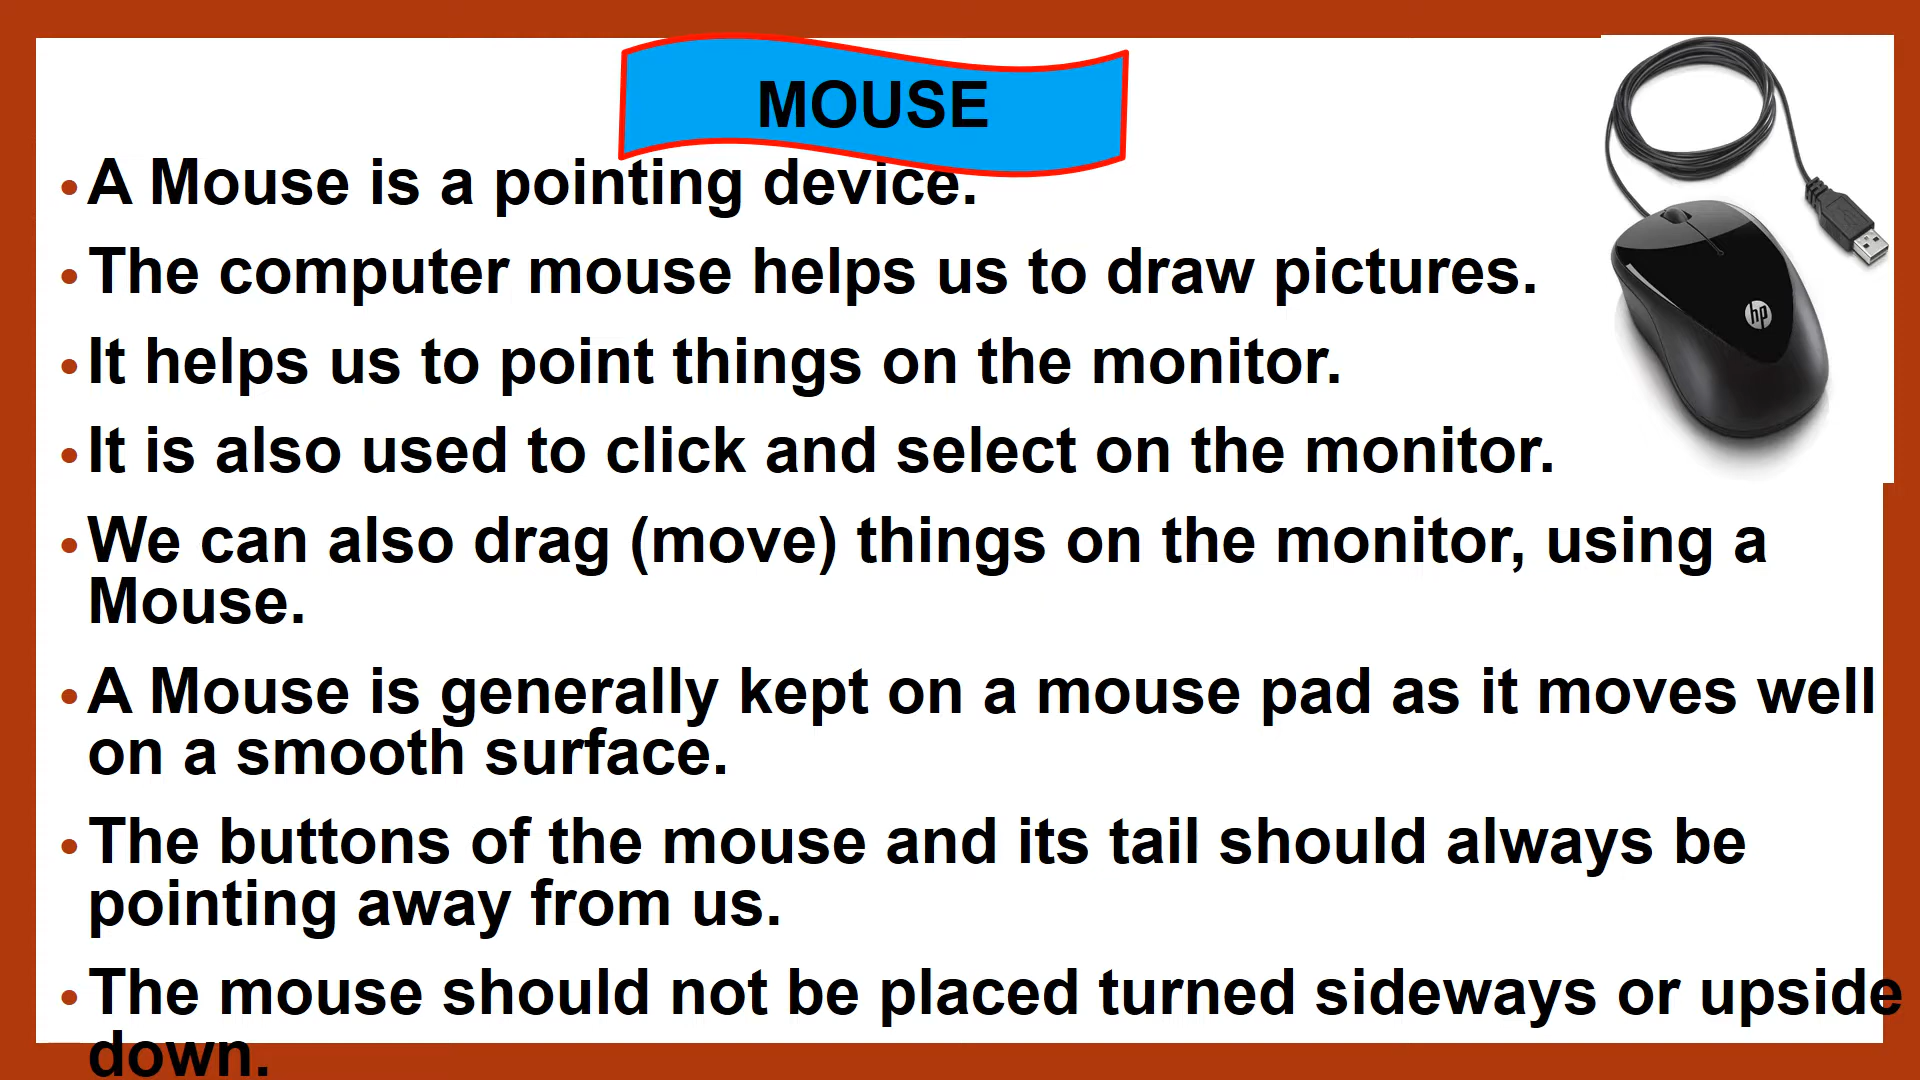 MOUSE
• A Mouse is a pointing device.
• The computer mouse helps us to draw pictures.
• It helps us to point things on the monitor.
• It is also used to click and select on the monitor.
• We can also drag (move) things on the monitor, using a
Mouse.
• A Mouse is generally kept on a mouse pad as it moves well
on a smooth surface.
• The buttons of the mouse and its tail should always be
pointing away from us.
• The mouse should not be placed turned sideways or upside
down.
hp